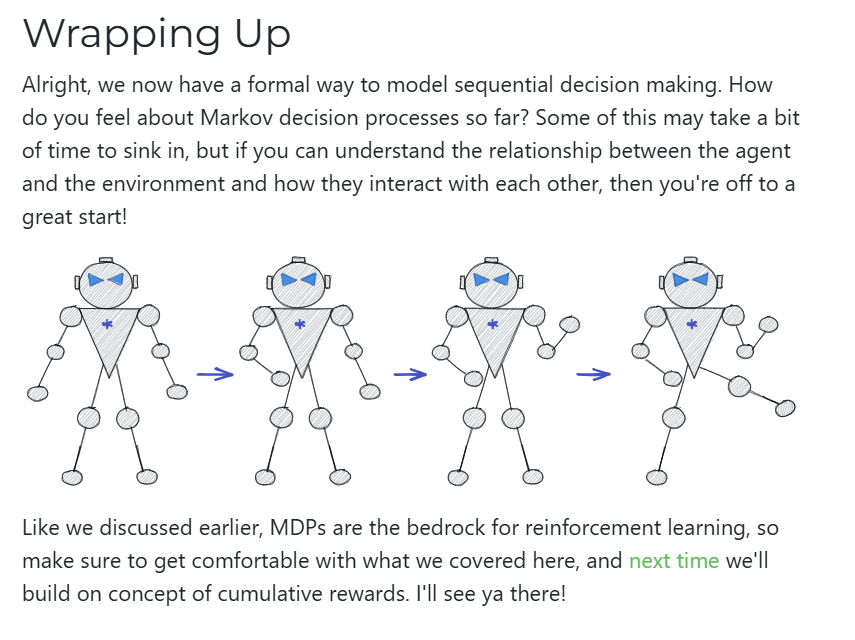 Wrapping Up
Alright, we now have a formal way to model sequential decision making. How
do you feel about Markov decision processes so far? Some of this may take a bit
of time to sink in, but if you can understand the relationship between the agent
and the environment and how they interact with each other, then you're off to a
great start!
Like we discussed earlier, MDPs are the bedrock for reinforcement learning, so
make sure to get comfortable with what we covered here, and next time we'll
build on concept of cumulative rewards. I'll see ya there!